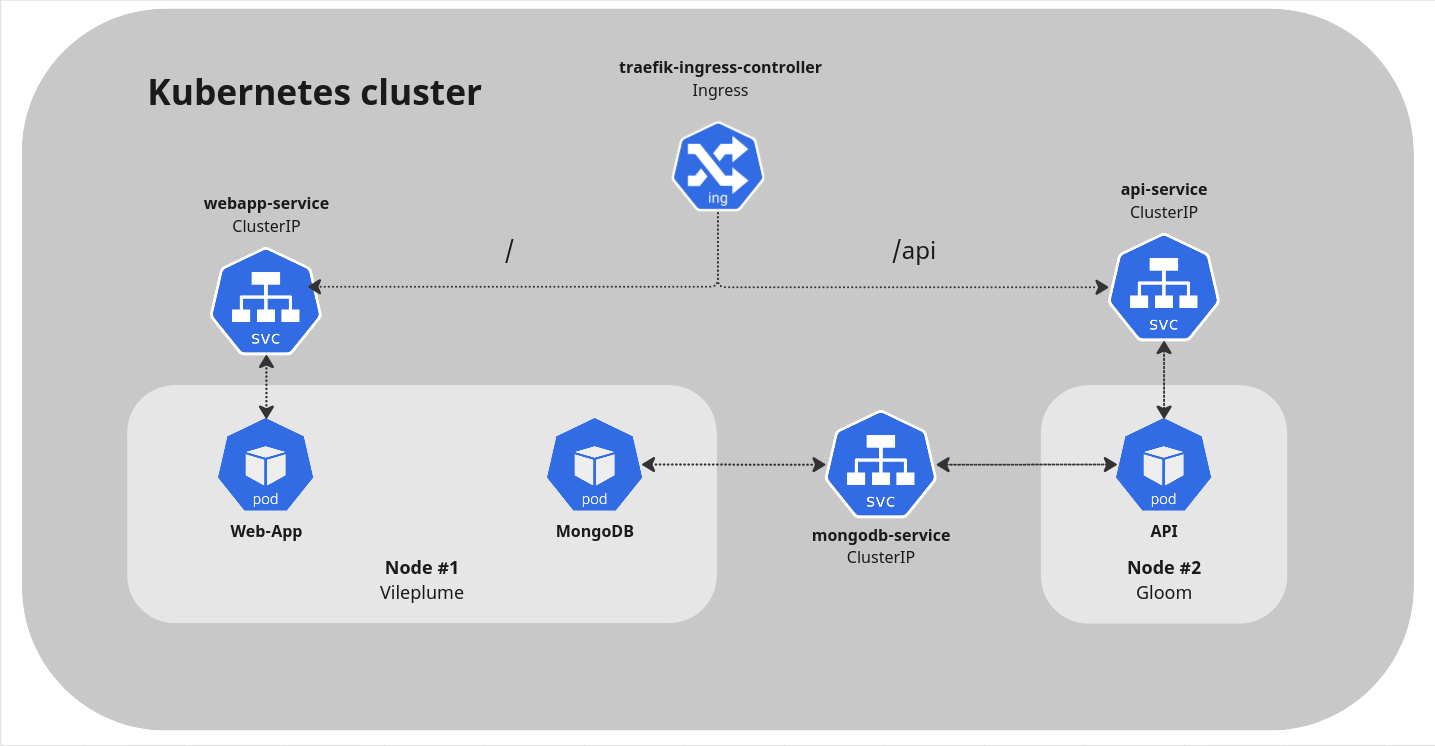 Kubernetes cluster
traefik-ingress-controller
Ingress
ing
webapp-service
ClusterIP
/
/api
api-service
ClusterIP
svc
svc
pod
Web-App
pod
MongoDB
Node #1
Vileplume
svc
mongodb-service
ClusterIP
pod
API
Node #2
Gloom